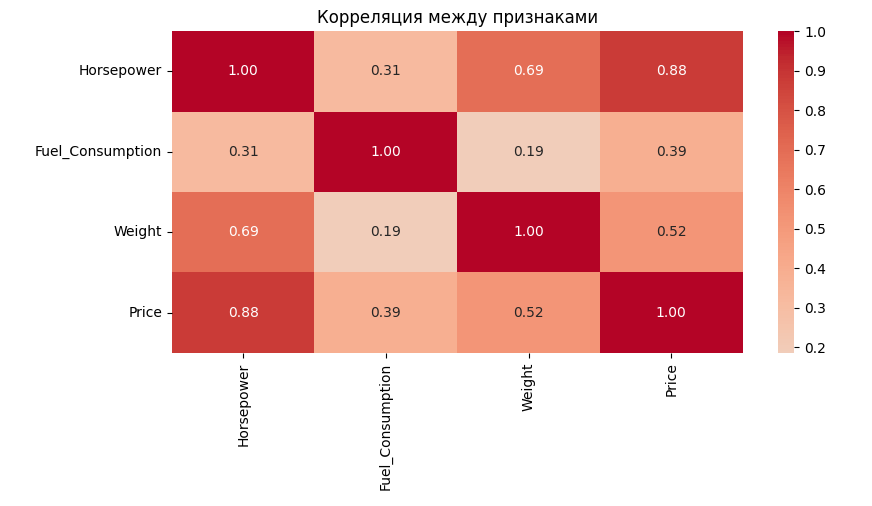 Корреляция между признаками
Horsepower 1.00 0.31 0.69 0.88
Fuel_Consumption 0.31 1.00 0.19 0.39
Weight 0.69 0.19 1.00 0.52
Price 0.88 0.39 0.52 1.00
Horsepower Fuel_Consumption Weight Price
1.0
0.9
0.8
0.7
0.6
0.5
0.4
0.3
0.2